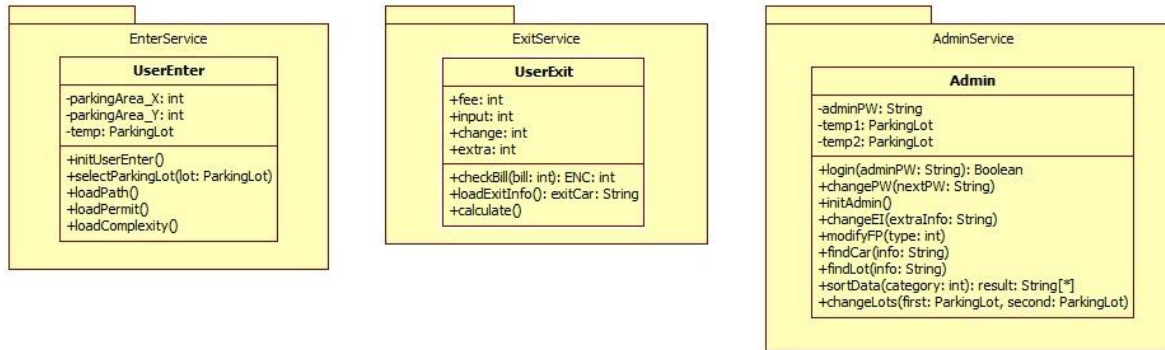 EnterService
UserEnter
-parkingArea_X: int
-parkingArea_Y: int
-temp: ParkingLot
+initUserEnter()
+selectParkingLot(lot: ParkingLot)
+loadPath()
+loadPermit()
+loadComplexity()
ExitService
UserExit
+fee: int
+input: int
+change: int
+extra: int
+checkBill(bill: int): ENC: int
+loadExitInfo(): exitCar: String
+calculate()
AdminService
Admin
-adminPW: String
-temp1: ParkingLot
-temp2: ParkingLot
+login(adminPW: String): Boolean
+changePW(nextPW: String)
+initAdmin()
+changeEI(extraInfo: String)
+modifyFP(type: int)
+findCar(info: String)
+findLot(info: String)
+sortData(category: int): result: String[*]
+changeLots(first: ParkingLot, second: ParkingLot)